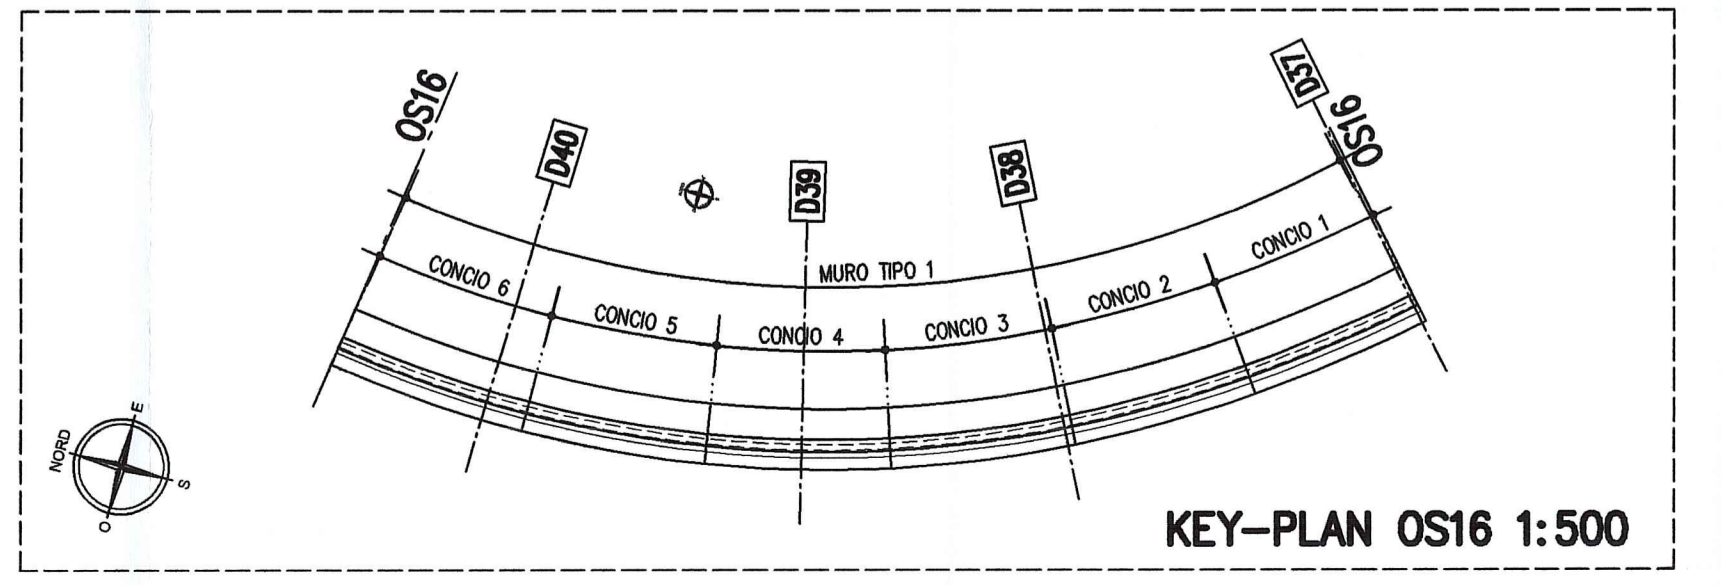 OS16
D40
D39
D38
D37
OS16
CONCIO 6
CONCIO 5
CONCIO 4
MURO TIPO 1
CONCIO 3
CONCIO 2
CONCIO 1
NORD
E
S
O
KEY-PLAN OS16 1:500